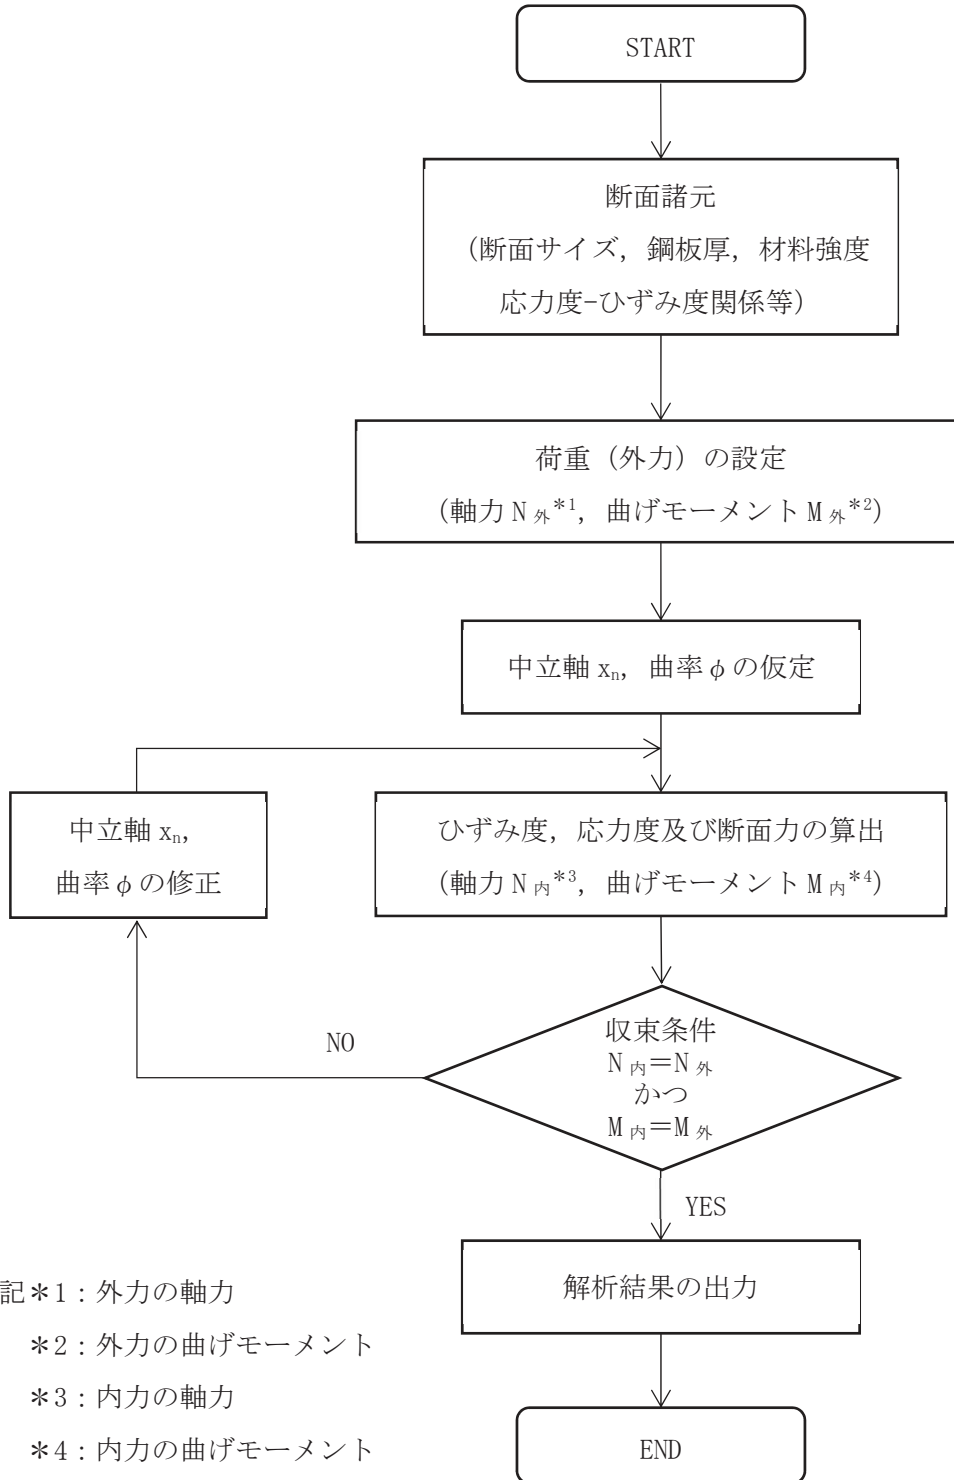 START
断面諸元
(断面サイズ，鋼板厚，材料強度
応力度-ひずみ度関係等)
荷重（外力）の設定
(軸力 N外*1，曲げモーメント M外*2)
中立軸 xn，曲率φの仮定
中立軸 xn，
曲率φの修正
ひずみ度，応力度及び断面力の算出
(軸力 N内*3，曲げモーメント M内*4)
収束条件
N内＝N外
かつ
M内＝M外
NO
YES
解析結果の出力
END
記＊1：外力の軸力
＊2：外力の曲げモーメント
＊3：内力の軸力
＊4：内力の曲げモーメント